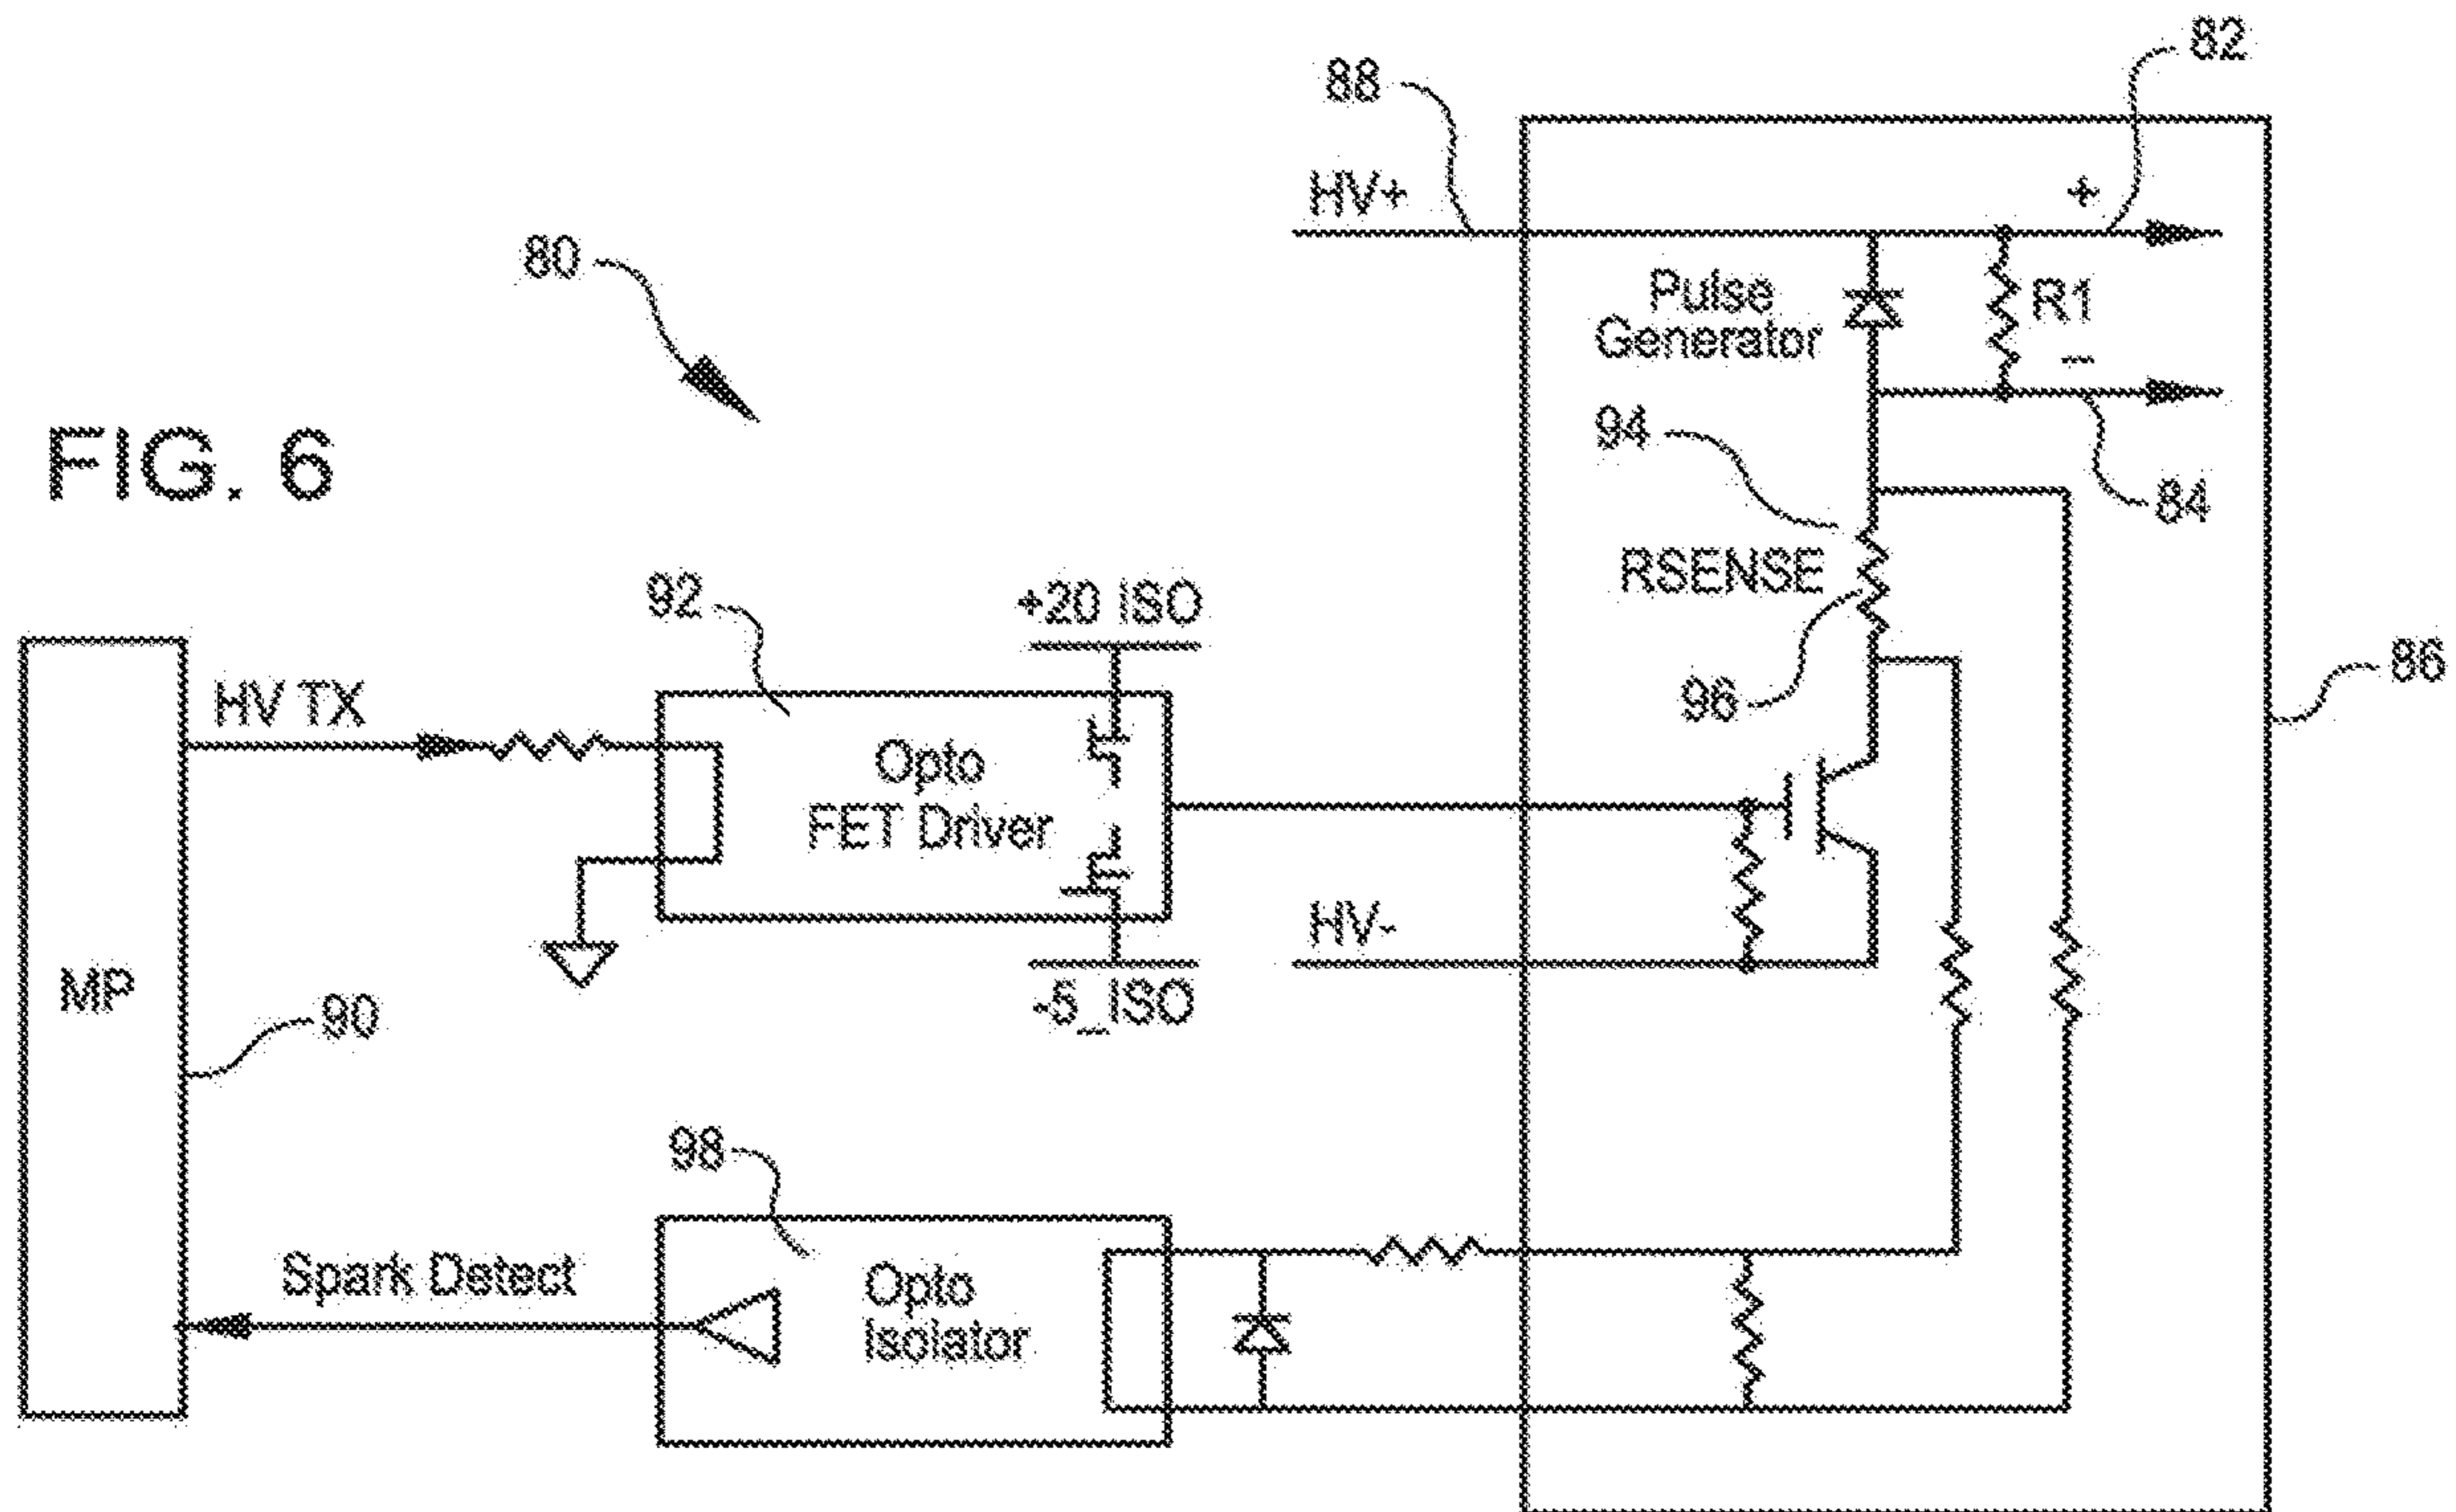 82
88
HV+
+
80
Pulse
Generator
R1
-
94
84
FIG. 6
RSENSE
92
+20 ISO
96
86
HV TX
Opto
FET Driver
HV-
MP
-5_ISO
90
98
Spark Detect
Opto
Isolator